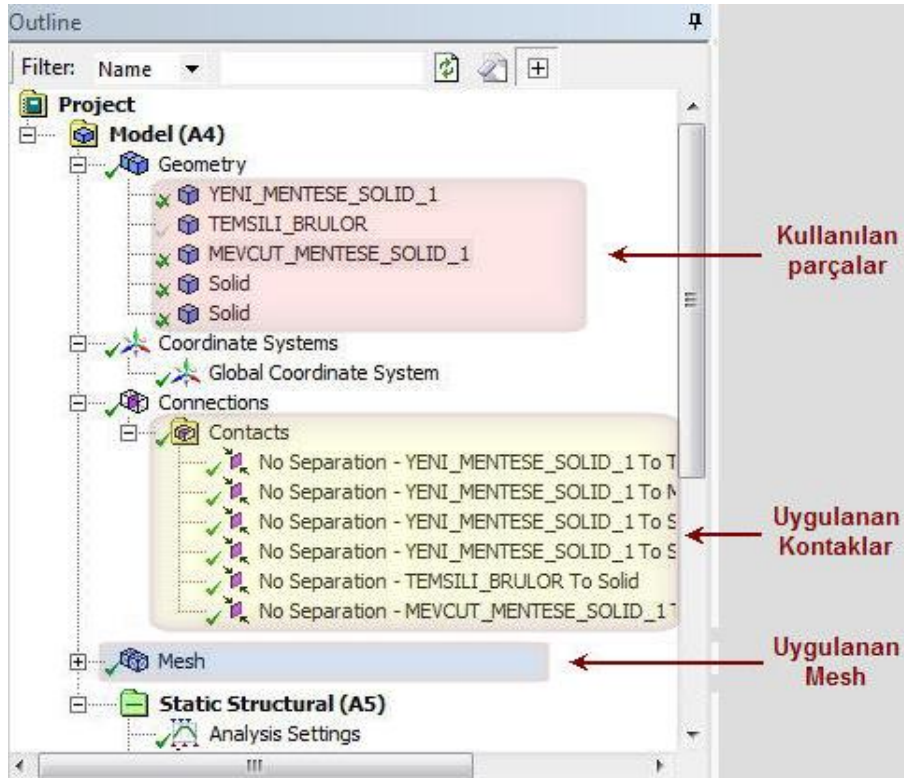 Outline
Filter: Name
Project
Model (A4)
Geometry
YENI_MENTESE_SOLID_1
TEMSILI_BRULOR
MEVCUT_MENTESE_SOLID_1
Solid
Solid
Coordinate Systems
Global Coordinate System
Connections
Contacts
No Separation - YENI_MENTESE_SOLID_1 To T
No Separation - YENI_MENTESE_SOLID_1 To M
No Separation - YENI_MENTESE_SOLID_1 To S
No Separation - YENI_MENTESE_SOLID_1 To S
No Separation - TEMSILI_BRULOR To Solid
No Separation - MEVCUT_MENTESE_SOLID_1 T
Mesh
Static Structural (A5)
Analysis Settings
Kullanılan
parçalar
Uygulanan
Kontaklar
Uygulanan
Mesh